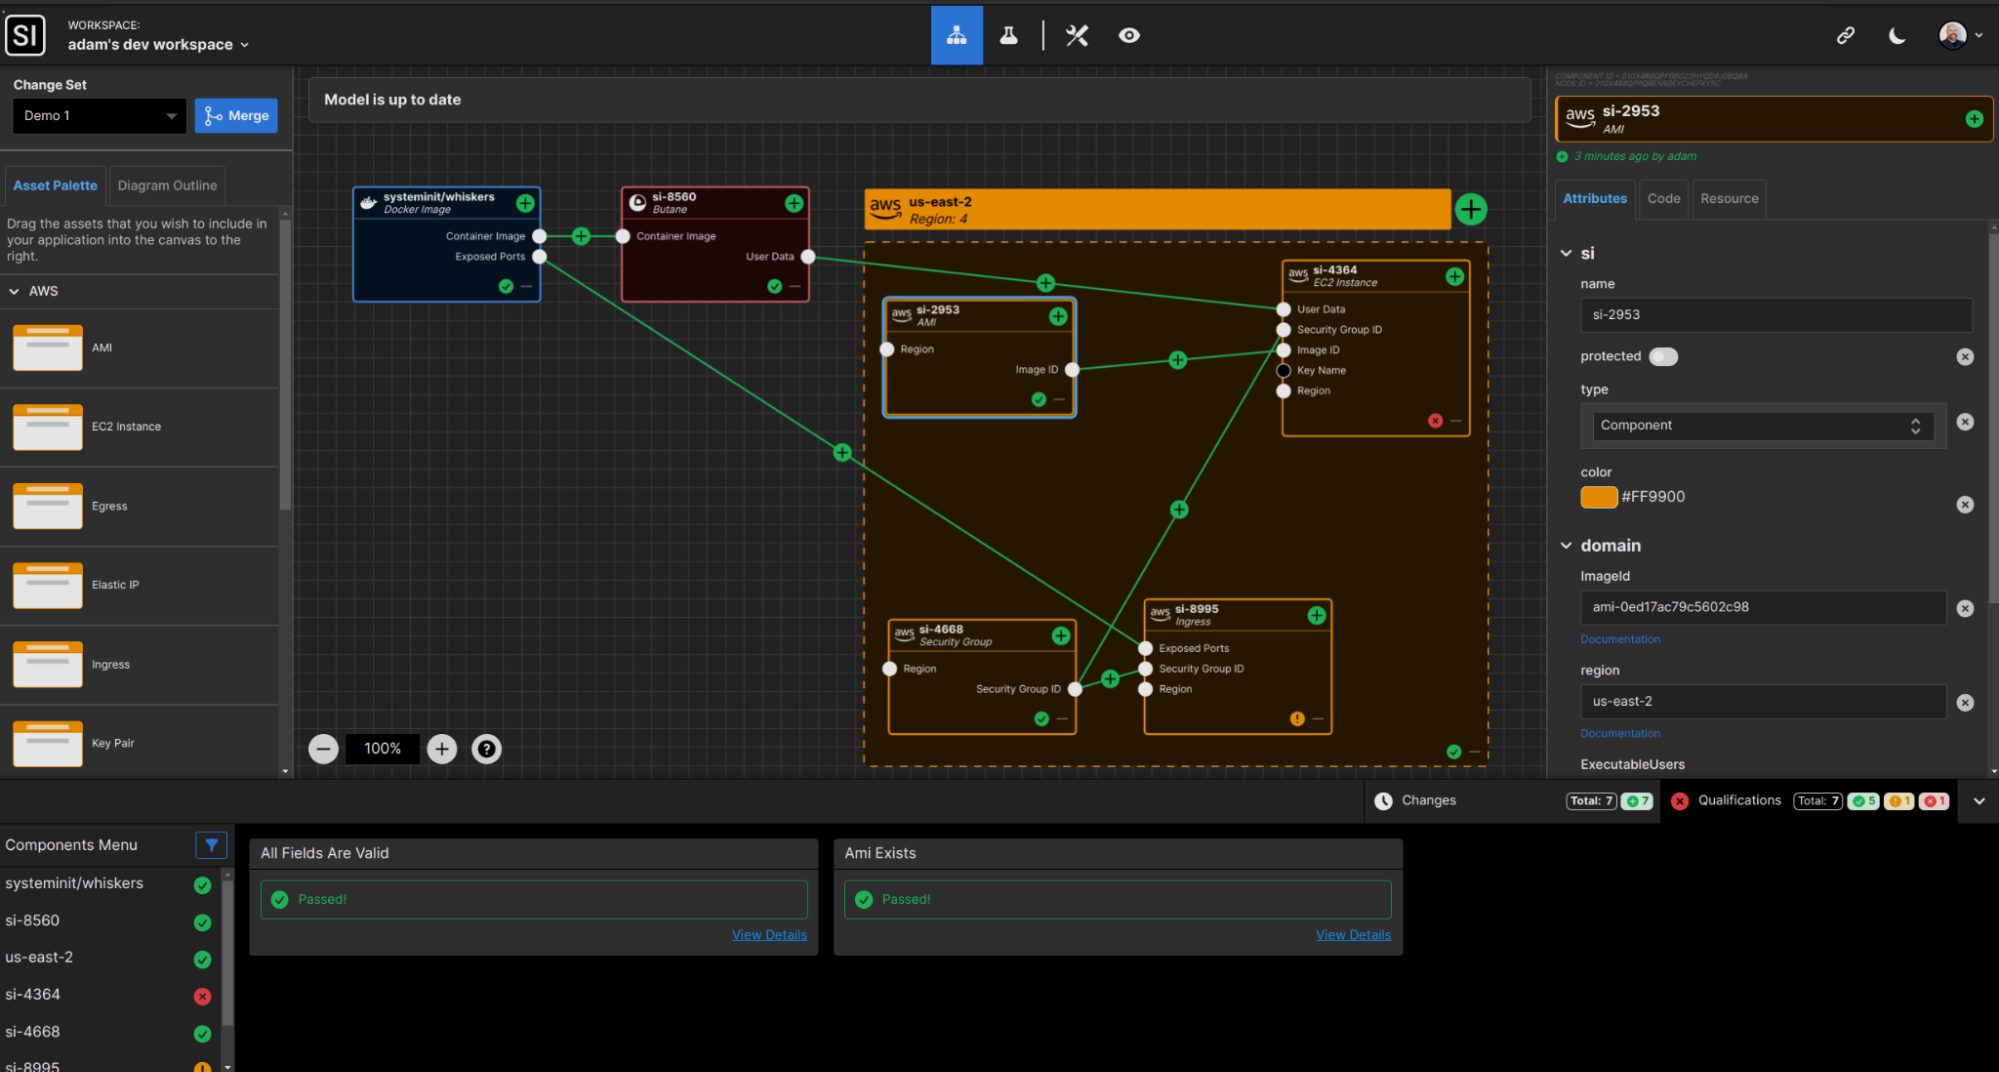 SI
WORKSPACE:
adam's dev workspace
Change Set
Demo 1
Merge
Asset Palette
Diagram Outline
Drag the assets that you wish to include in
your application into the canvas to the
right.
AWS
AMI
EC2 Instance
Egress
Elastic IP
Ingress
Key Pair
Model is up to date
systeminit/whiskers
Docker Image
Container Image
Exposed Ports
si-8560
Butane
Container Image
User Data
aws
us-east-2
Region: 4
aws
si-2953
AMI
Region
Image ID
aws
si-4364
EC2 Instance
User Data
Security Group ID
Image ID
Key Name
Region
aws
si-4668
Security Group
Region
Security Group ID
aws
si-8995
Ingress
Exposed Ports
Security Group ID
Region
100%
aws
si-2953
AMI
3 minutes ago by adam
Attributes
Code
Resource
si
name
si-2953
protected
type
Component
color
#FF9900
domain
ImageId
ami-0ed17ac79c5602c98
Documentation
region
us-east-2
Documentation
ExecutableUsers
Changes
Total: 7
7
Qualifications
Total: 7
5
1
1
Components Menu
systeminit/whiskers
si-8560
us-east-2
si-4364
si-4668
si-8995
All Fields Are Valid
Passed!
View Details
Ami Exists
Passed!
View Details